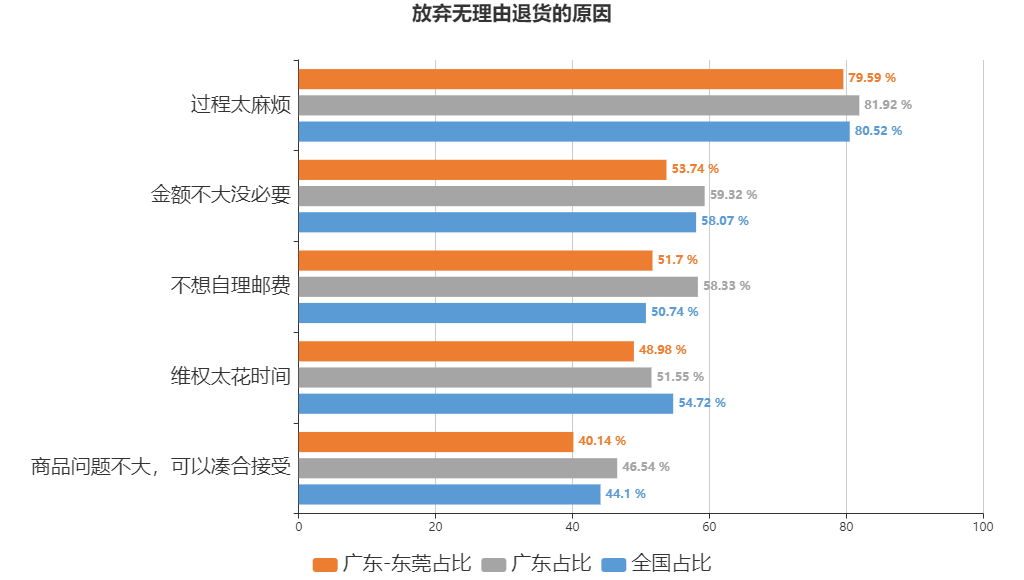 放弃无理由退货的原因
过程太麻烦
79.59 %
81.92 %
80.52 %
金额不大没必要
53.74 %
59.32 %
58.07 %
不想自理邮费
51.7 %
58.33 %
50.74 %
维权太花时间
48.98 %
51.55 %
54.72 %
商品问题不大，可以凑合接受
40.14 %
46.54 %
44.1 %
0 20 40 60 80 100
广东-东莞占比 广东占比 全国占比